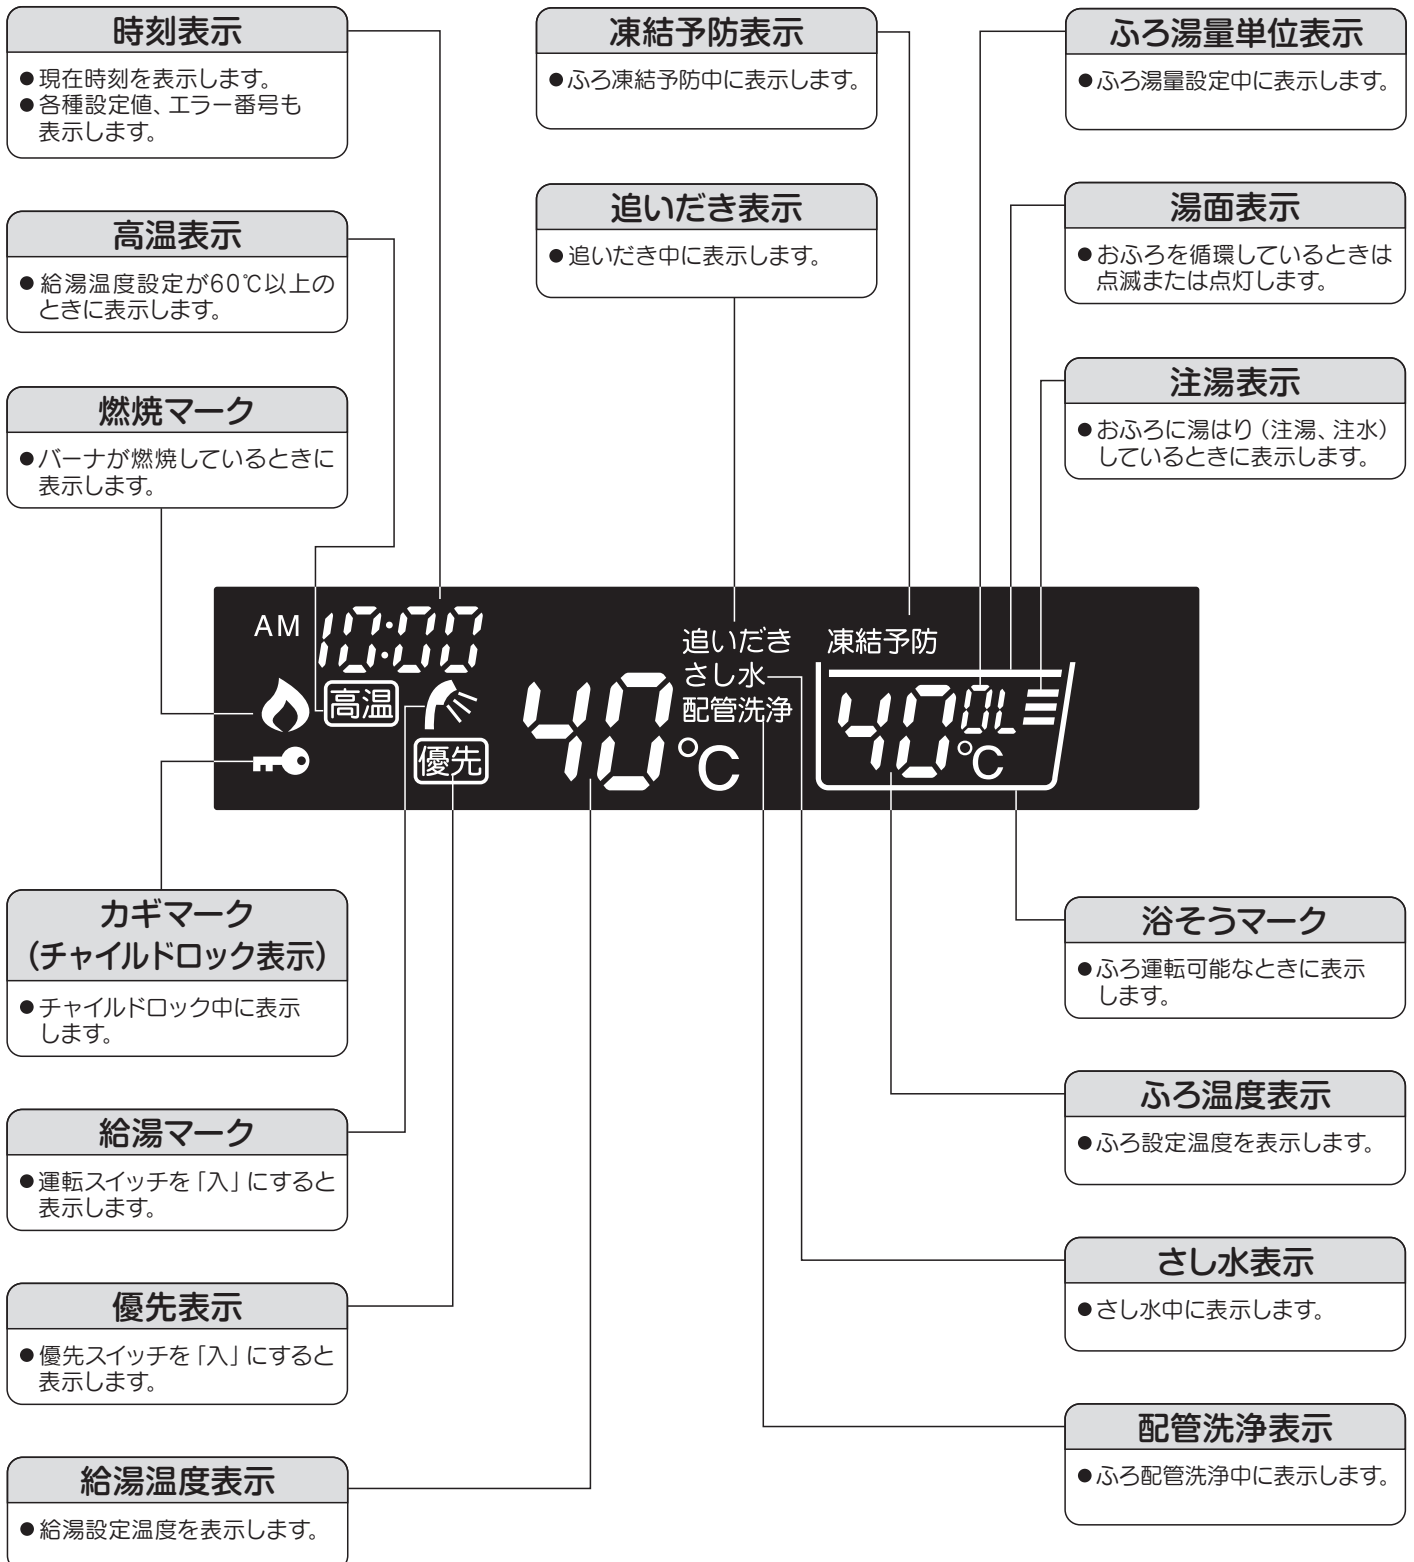 時刻表示
●現在時刻を表示します。
●各種設定値、エラー番号も
表示します。
凍結予防表示
●ふろ凍結予防中に表示します。
ふろ湯量単位表示
●ふろ湯量設定中に表示します。
高温表示
●給湯温度設定が60℃以上の
ときに表示します。
追いだき表示
●追いだき中に表示します。
湯面表示
●おふろを循環しているときは
点滅または点灯します。
燃焼マーク
●バーナが燃焼しているときに
表示します。
注湯表示
●おふろに湯はり（注湯、注水）
しているときに表示します。
AM 10:00
高温
優先
40℃
追いだき
さし水
配管洗浄
凍結予防
400L
℃
カギマーク
（チャイルドロック表示）
●チャイルドロック中に表示
します。
浴そうマーク
●ふろ運転可能なときに表示
します。
給湯マーク
●運転スイッチを「入」にすると
表示します。
ふろ温度表示
●ふろ設定温度を表示します。
優先表示
●優先スイッチを「入」にすると
表示します。
さし水表示
●さし水中に表示します。
給湯温度表示
●給湯設定温度を表示します。
配管洗浄表示
●ふろ配管洗浄中に表示します。